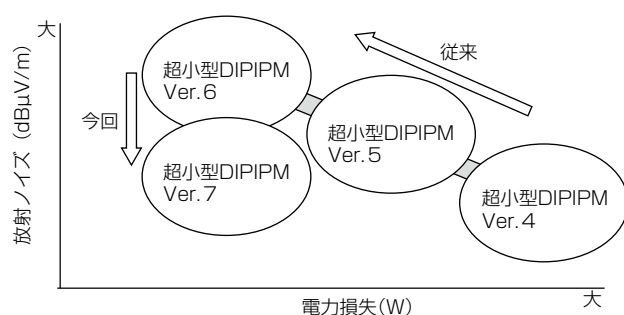 大
放射ノイズ（dBμV/m）
今回
従来
超小型DIPIPM
Ver.6
超小型DIPIPM
Ver.7
超小型DIPIPM
Ver.5
超小型DIPIPM
Ver.4
大
電力損失（W）